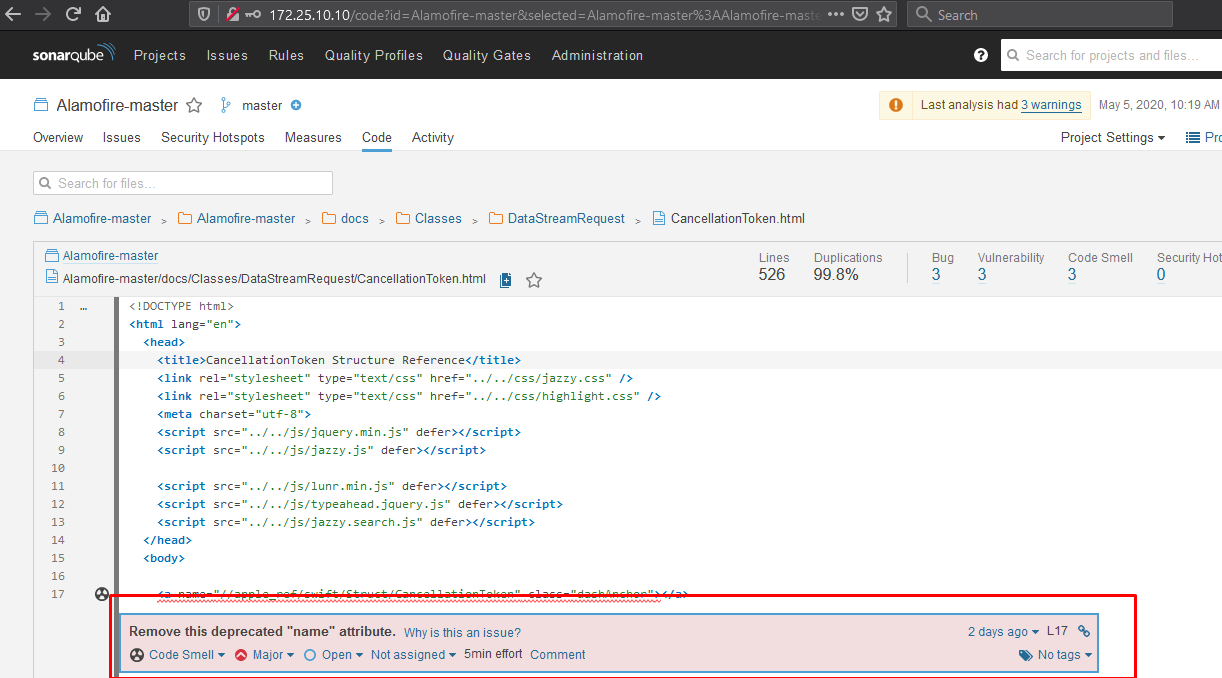 172.25.10.10/code?id=Alamofire-master&selected=Alamofire-master%3AAlamofire-maste ••• Search
sonarqube Projects Issues Rules Quality Profiles Quality Gates Administration ? Search for projects and files...
Alamofire-master master Last analysis had 3 warnings May 5, 2020, 10:19 AM
Overview Issues Security Hotspots Measures Code Activity Project Settings Pro
Search for files...
Alamofire-master > Alamofire-master > docs > Classes > DataStreamRequest > CancellationToken.html
Alamofire-master
Alamofire-master/docs/Classes/DataStreamRequest/CancellationToken.html
Lines Duplications Bug Vulnerability Code Smell Security Hot
526 99.8% 3 3 3 0
1 … <!DOCTYPE html>
2 <html lang="en">
3 <head>
4 <title>CancellationToken Structure Reference</title>
5 <link rel="stylesheet" type="text/css" href="../../css/jazzy.css" />
6 <link rel="stylesheet" type="text/css" href="../../css/highlight.css" />
7 <meta charset="utf-8">
8 <script src="../../js/jquery.min.js" defer></script>
9 <script src="../../js/jazzy.js" defer></script>
10
11 <script src="../../js/lunr.min.js" defer></script>
12 <script src="../../js/typeahead.jquery.js" defer></script>
13 <script src="../../js/jazzy.search.js" defer></script>
14 </head>
15 <body>
16
17 <a name="//apple_ref/swift/Struct/CancellationToken" class="dashAnchor"></a>
Remove this deprecated "name" attribute. Why is this an issue? 2 days ago L17
Code Smell Major Open Not assigned 5min effort Comment No tags